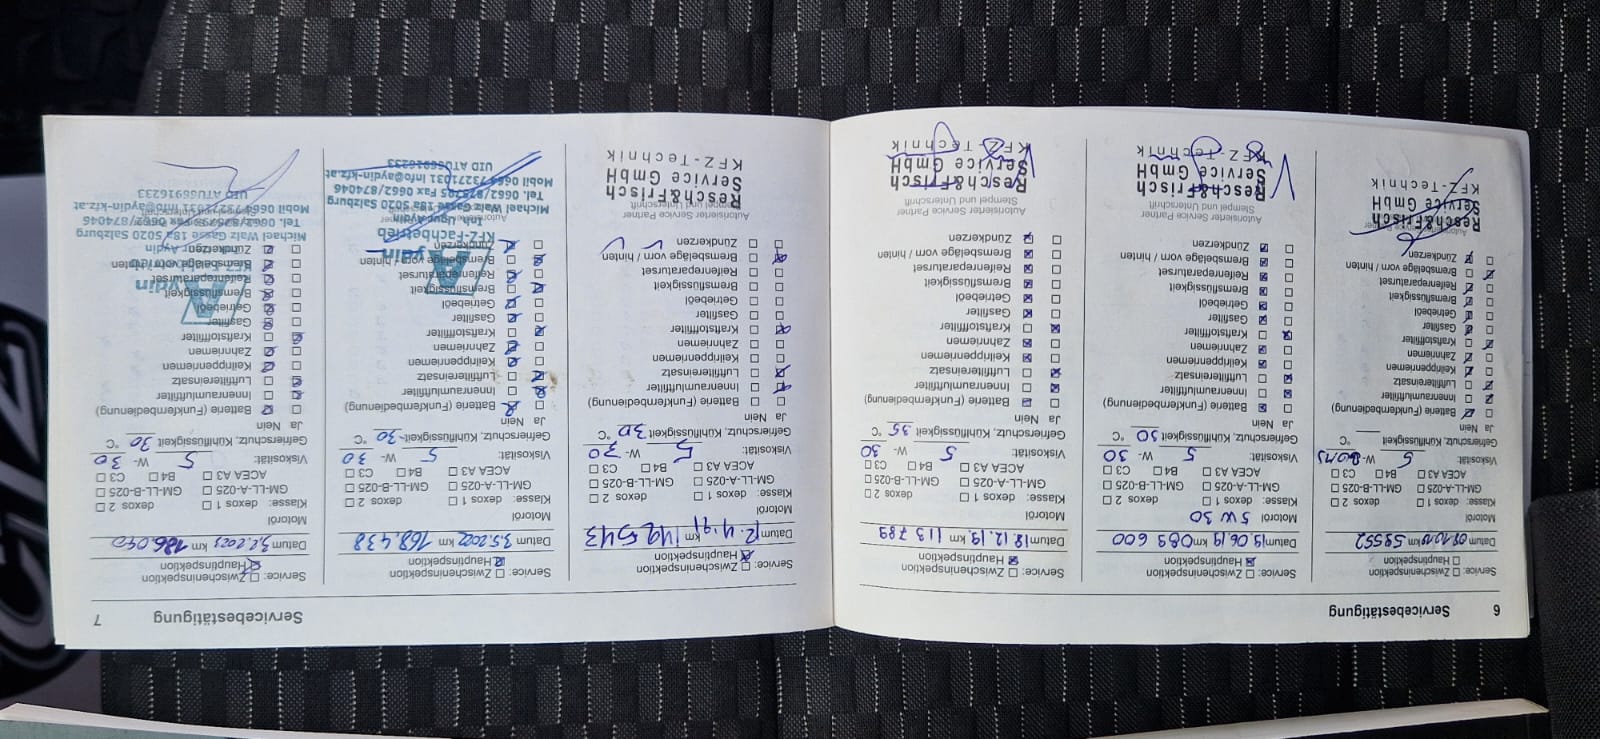 6 Servicebestätigung
Service: Zwischeninspektion
Hauptinspektion
Datum 09.10.18 km 59552
Motoröl
Klasse: dexos 1 dexos 2
GM-LL-A-025 GM-LL-B-025
ACEA A3 B4 C3
Viskosität: 5 W-
Gefrierschutz, Kühlflüssigkeit °C
Ja Nein
Batterie (Funkfernbedienung)
Innenraumluftfilter
Luftfiltereinsatz
Keilrippenriemen
Zahnriemen
Kraftstofffilter
Gasfilter
Getriebeöl
Bremsflüssigkeit
Reifenreparaturset
Bremsbeläge vorn / hinten
Zündkerzen
Resch&Frisch
Service GmbH
KFZ-Technik
Service: Zwischeninspektion
Hauptinspektion
Datum 19.06.19 km 089 600
Motoröl 5W30
Klasse: dexos 1 dexos 2
GM-LL-A-025 GM-LL-B-025
ACEA A3 B4 C3
Viskosität: 5 W- 30
Gefrierschutz, Kühlflüssigkeit 30 °C
Ja Nein
Batterie (Funkfernbedienung)
Innenraumluftfilter
Luftfiltereinsatz
Keilrippenriemen
Zahnriemen
Kraftstofffilter
Gasfilter
Getriebeöl
Bremsflüssigkeit
Reifenreparaturset
Bremsbeläge vorn / hinten
Zündkerzen
Autorisierter Service Partner
Stempel und Unterschrift
Resch&Frisch
Service GmbH
KFZ-Technik
Service: Zwischeninspektion
Hauptinspektion
Datum 18.12.19 km 113 789
Motoröl
Klasse: dexos 1 dexos 2
GM-LL-A-025 GM-LL-B-025
ACEA A3 B4 C3
Viskosität: 5 W- 30
Gefrierschutz, Kühlflüssigkeit 35 °C
Ja Nein
Batterie (Funkfernbedienung)
Innenraumluftfilter
Luftfiltereinsatz
Keilrippenriemen
Zahnriemen
Kraftstofffilter
Gasfilter
Getriebeöl
Bremsflüssigkeit
Reifenreparaturset
Bremsbeläge vorn / hinten
Zündkerzen
Autorisierter Service Partner
Stempel und Unterschrift
Resch&Frisch
Service GmbH
KFZ-Technik
Servicebestätigung 7
Service: Zwischeninspektion
Hauptinspektion
Datum 12.4.21 km 142 543
Motoröl
Klasse: dexos 1 dexos 2
GM-LL-A-025 GM-LL-B-025
ACEA A3 B4 C3
Viskosität: 5 W- 30
Gefrierschutz, Kühlflüssigkeit 30 °C
Ja Nein
Batterie (Funkfernbedienung)
Innenraumluftfilter
Luftfiltereinsatz
Keilrippenriemen
Zahnriemen
Kraftstofffilter
Gasfilter
Getriebeöl
Bremsflüssigkeit
Reifenreparaturset
Bremsbeläge vorn / hinten
Zündkerzen
Autorisierter Service Partner
Stempel und Unterschrift
Resch&Frisch
Service GmbH
KFZ-Technik
Service: Zwischeninspektion
Hauptinspektion
Datum 3.5.2022 km 168.438
Motoröl
Klasse: dexos 1 dexos 2
GM-LL-A-025 GM-LL-B-025
ACEA A3 B4 C3
Viskosität: 5 W- 30
Gefrierschutz, Kühlflüssigkeit -30 °C
Ja Nein
Batterie (Funkfernbedienung)
Innenraumluftfilter
Luftfiltereinsatz
Keilrippenriemen
Zahnriemen
Kraftstofffilter
Gasfilter
Getriebeöl
Bremsflüssigkeit
Reifenreparaturset
Bremsbeläge vorn / hinten
Zündkerzen
Aydin
KFZ-Fachbetrieb
Inh. Ugur Aydin
Michael Walz Gasse 18a 5020 Salzburg
Tel. 0662/875795 Fax 0662/874046
Mobil 0664 73271031 info@aydin-kfz.at
UID ATU56916233
Service: Zwischeninspektion
Hauptinspektion
Datum 3.2.2023 km 186.090
Motoröl
Klasse: dexos 1 dexos 2
GM-LL-A-025 GM-LL-B-025
ACEA A3 B4 C3
Viskosität: 5 W- 30
Gefrierschutz, Kühlflüssigkeit 30 °C
Ja Nein
Batterie (Funkfernbedienung)
Innenraumluftfilter
Luftfiltereinsatz
Keilrippenriemen
Zahnriemen
Kraftstofffilter
Gasfilter
Getriebeöl
Bremsflüssigkeit
Reifenreparaturset
Bremsbeläge vorn / hinten
Zündkerzen
Aydin
Michael Walz Gasse 18a 5020 Salzburg
Tel. 0662/875795 Fax 0662/874046
Mobil 0664 73271031 info@aydin-kfz.at
UID ATU56916233